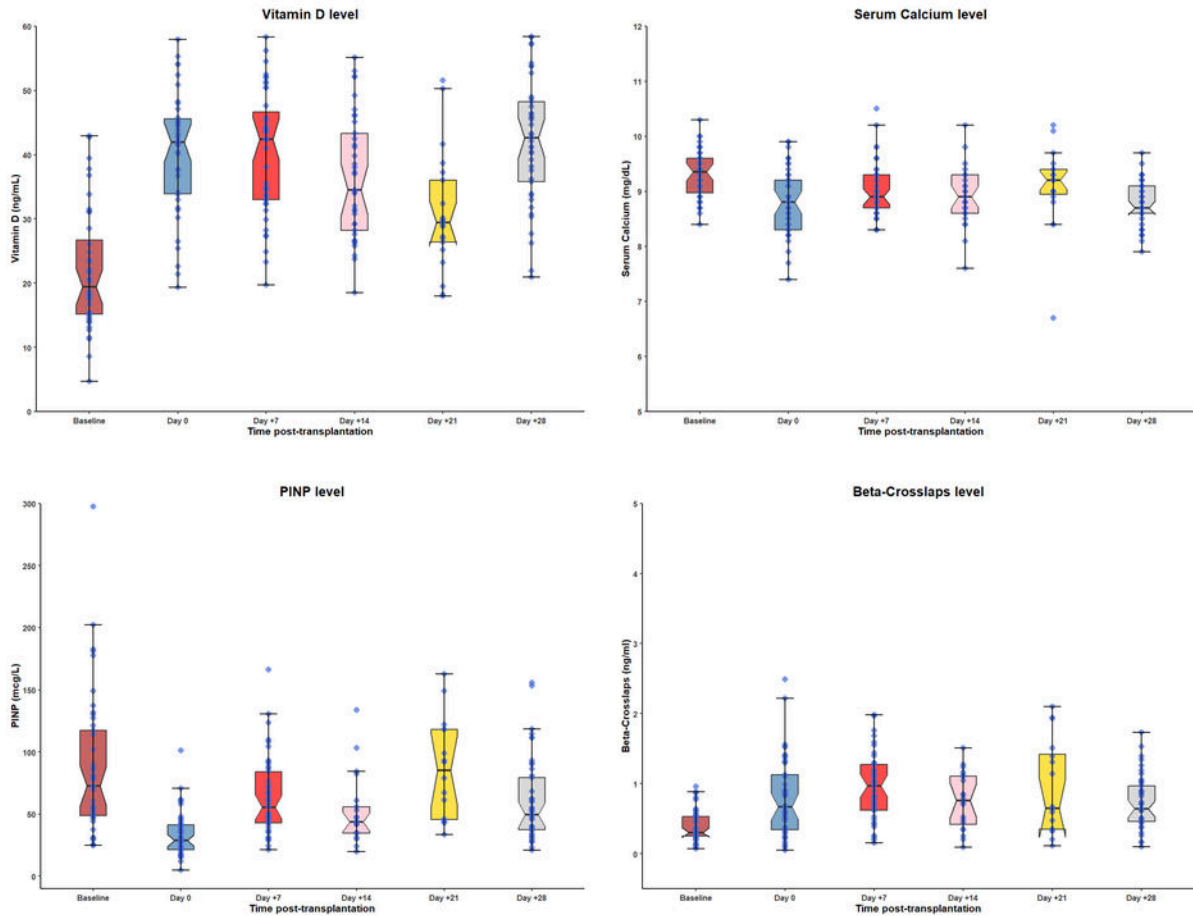 Vitamin D level
60
50
40
30
20
10
0
Vitamin D (ng/mL)
Baseline Day 0 Day +7 Day +14 Day +21 Day +28
Time post-transplantation
Serum Calcium level
12
11
10
9
8
7
6
5
Serum Calcium (mg/dL)
Baseline Day 0 Day +7 Day +14 Day +21 Day +28
Time post-transplantation
PINP level
300
250
200
150
100
50
0
PINP (mcg/L)
Baseline Day 0 Day +7 Day +14 Day +21 Day +28
Time post-transplantation
Beta-Crosslaps level
5
4
3
2
1
0
Beta-Crosslaps (ng/ml)
Baseline Day 0 Day +7 Day +14 Day +21 Day +28
Time post-transplantation